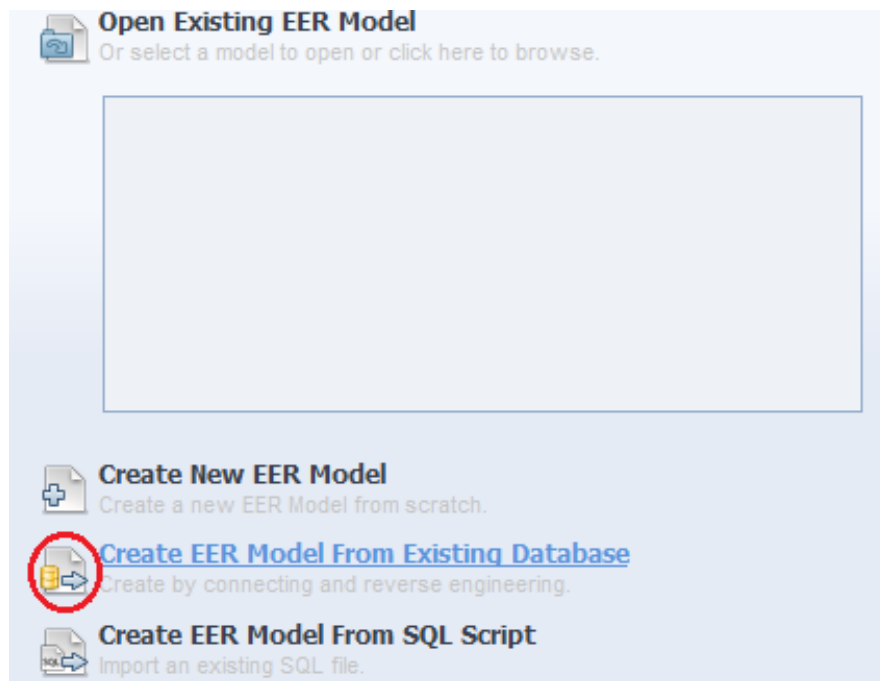 Open Existing EER Model
Or select a model to open or click here to browse.
Create New EER Model
Create a new EER Model from scratch.
Create EER Model From Existing Database
Create by connecting and reverse engineering.
Create EER Model From SQL Script
SQL
Import an existing SQL file.